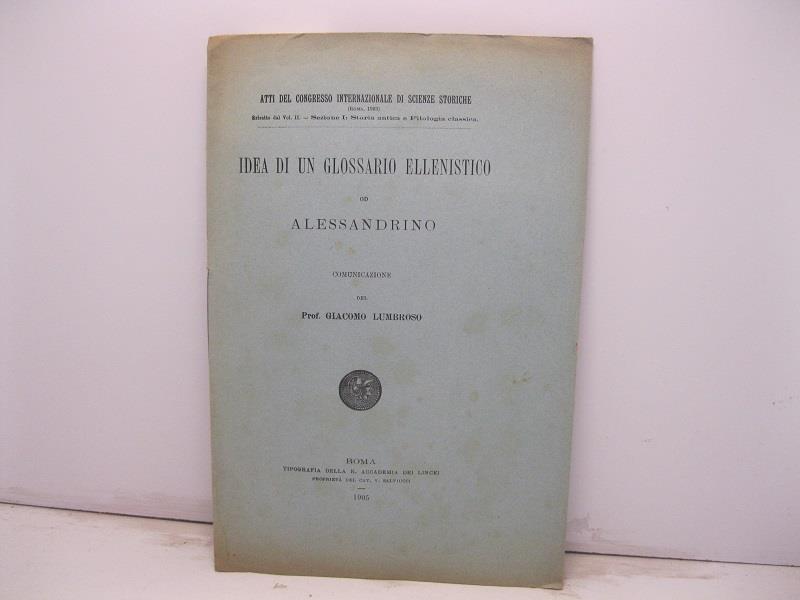 ATTI DEL CONGRESSO INTERNAZIONALE DI SCIENZE STORICHE
(ROMA, 1903)
Estratto dal Vol. II. — Sezione I: Storia antica e Filologia classica.
IDEA DI UN GLOSSARIO ELLENISTICO
OD
ALESSANDRINO
COMUNICAZIONE
DEL
Prof. GIACOMO LUMBROSO
ROMA
TIPOGRAFIA DELLA R. ACCADEMIA DEI LINCEI
PROPRIETÀ DEL CAV. V. SALVIUCCI
—
1905